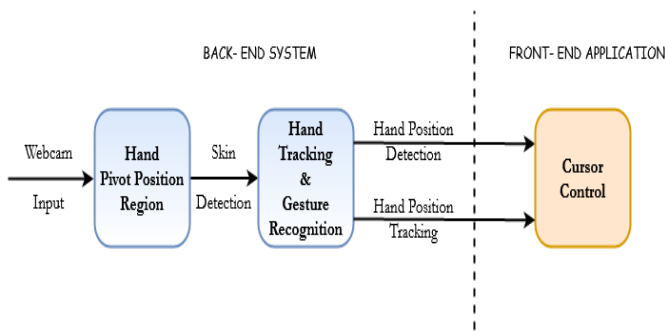 BACK- END SYSTEM
FRONT- END APPLICATION
Webcam
Input
Hand
Pivot Position
Region
Skin
Detection
Hand
Tracking
&
Gesture
Recognition
Hand Position
Detection
Hand Position
Tracking
Cursor
Control